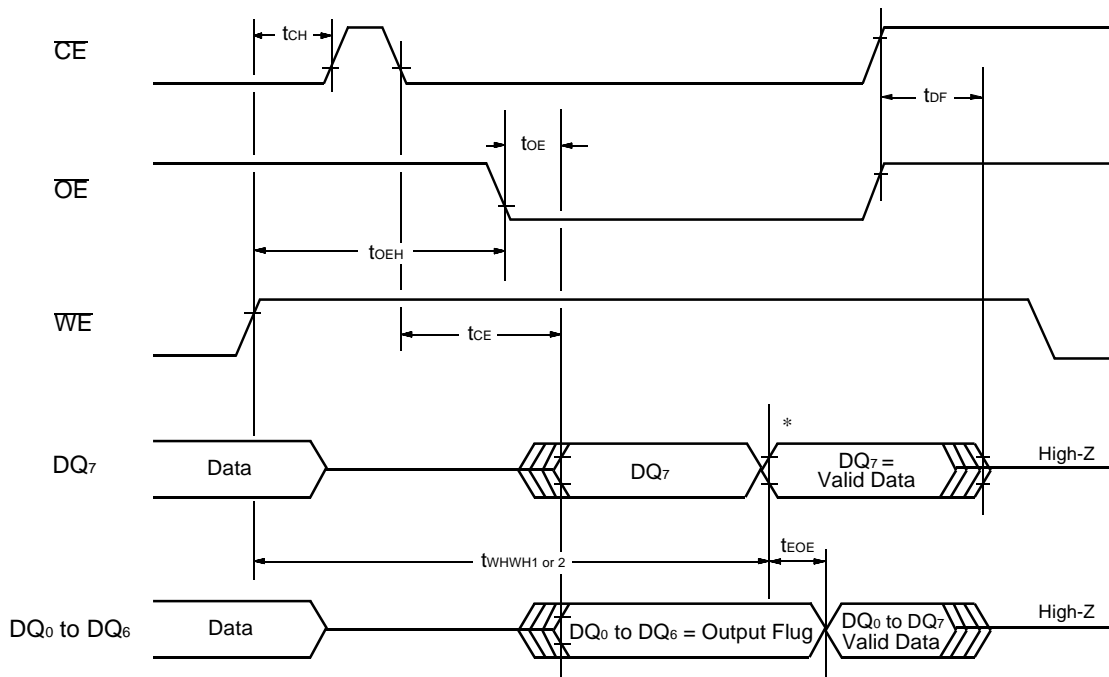 CE
tCH
tDF
OE
tOE
tOEH
WE
tCE
*
DQ7
Data
DQ7
DQ7 =
Valid Data
High-Z
tWHWH1 or 2
tEOE
DQ0 to DQ6
Data
DQ0 to DQ6 = Output Flug
DQ0 to DQ7
Valid Data
High-Z